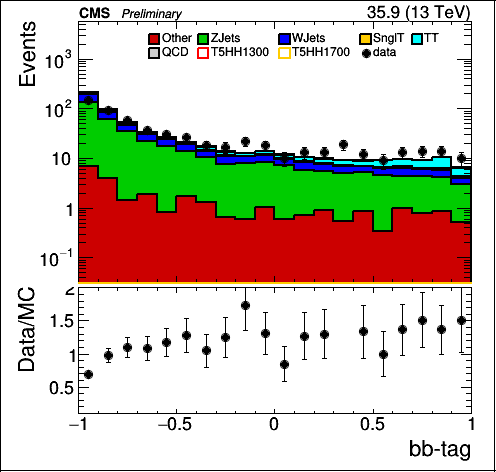 CMS Preliminary 35.9 (13 TeV)
Events
Other ZJets WJets SnglT TT
QCD T5HH1300 T5HH1700 data
10³
10²
10
1
10⁻¹
Data/MC
2
1.5
1
0.5
−1 −0.5 0 0.5 1
bb-tag